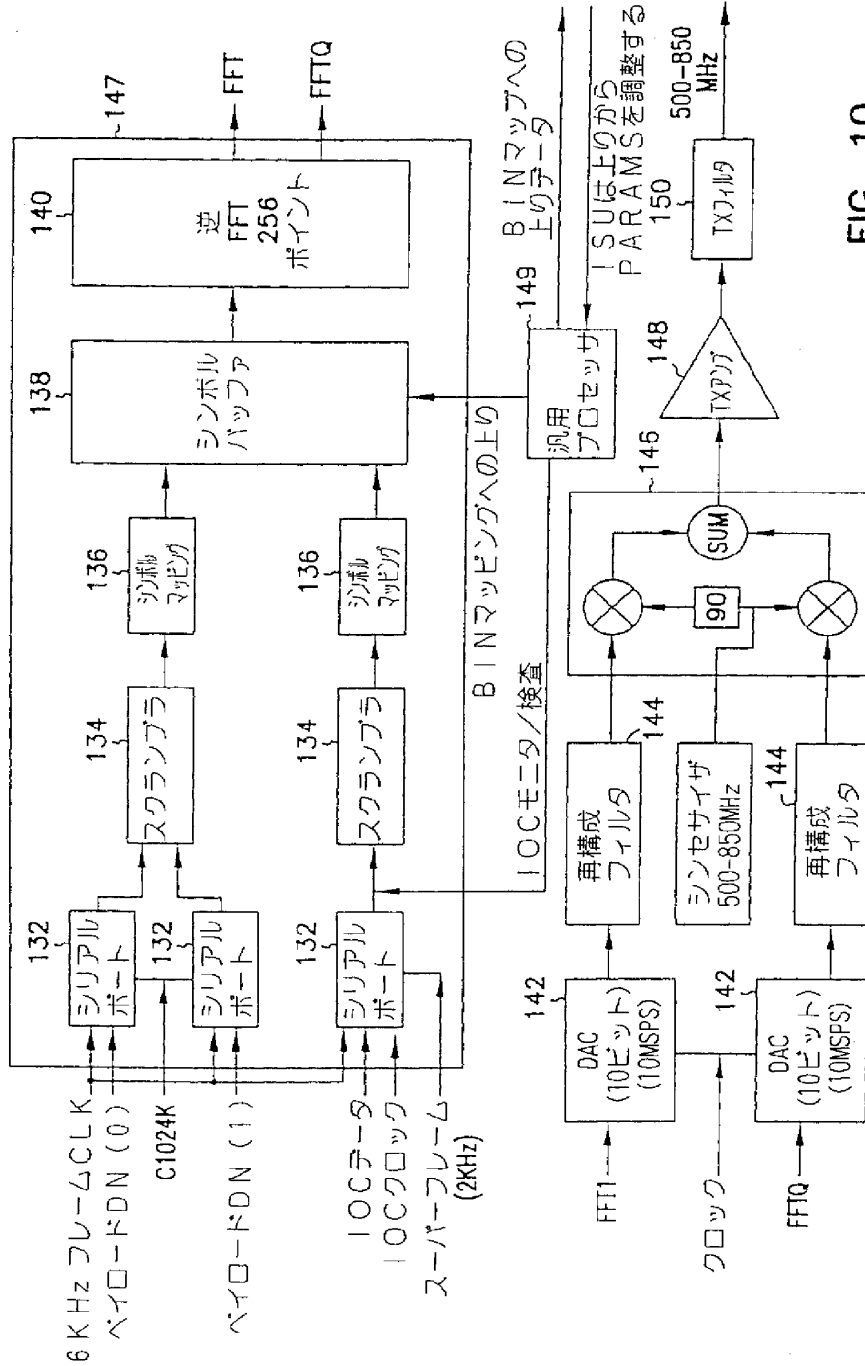 147
140
逆
FFT
256
ポイント
FFT
FFTQ
138
シンボル
バッファ
136
シンボル
マッピング
136
シンボル
マッピング
134
スクランブラ
134
スクランブラ
132
シリアル
ポート
132
シリアル
ポート
132
シリアル
ポート
6KHz フレームCLK
ペイロードDN(0)
C1024K
ペイロードDN(1)
IOCデータ
IOCクロック
スーパーフレーム
(2KHz)
BINマッピングへの上り
IOCモニタ/検査
149
汎用
プロセッサ
BINマップへの
上りデータ
ISUは上りから
PARAMSを調整する
FFT1
クロック
FFTQ
142
DAC
(10ビット)
(10MSPS)
142
DAC
(10ビット)
(10MSPS)
144
再構成
フィルタ
シンセサイザ
500-850MHz
144
再構成
フィルタ
146
90
SUM
148
TXアンプ
150
TXフィルタ
500-850
MHz
FIG. 10